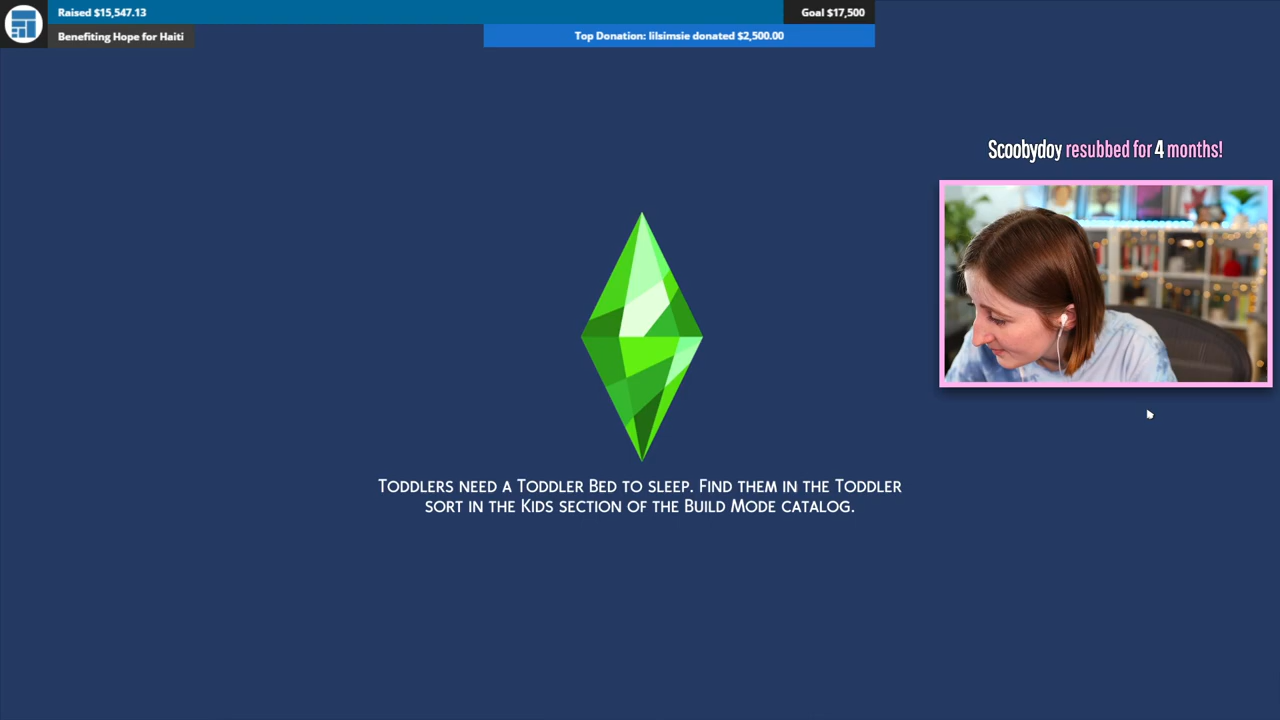 Raised $15,547.13
Goal $17,500
Benefiting Hope for Haiti
Top Donation: lilsimsie donated $2,500.00
Scoobydoy resubbed for 4 months!
TODDLERS NEED A TODDLER BED TO SLEEP. FIND THEM IN THE TODDLER
SORT IN THE KIDS SECTION OF THE BUILD MODE CATALOG.